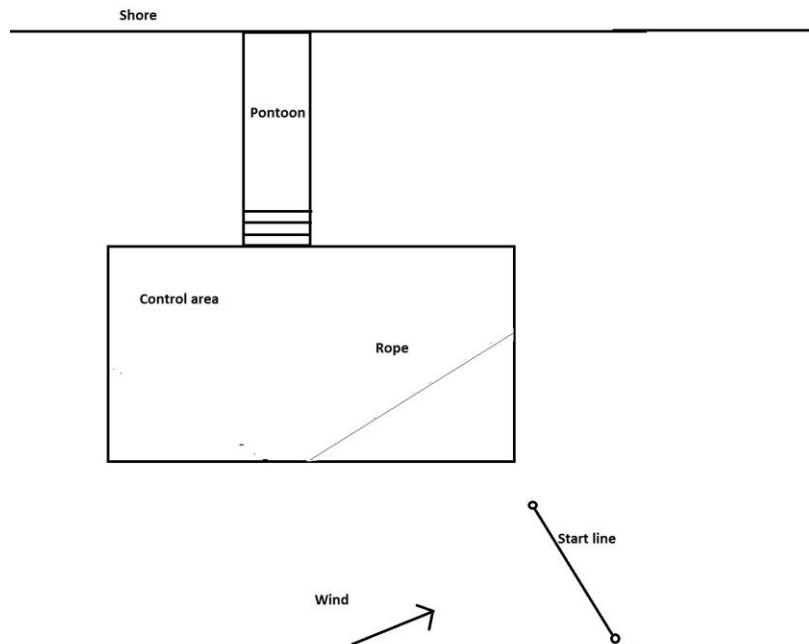 Shore
Pontoon
Control area
Rope
Start line
Wind